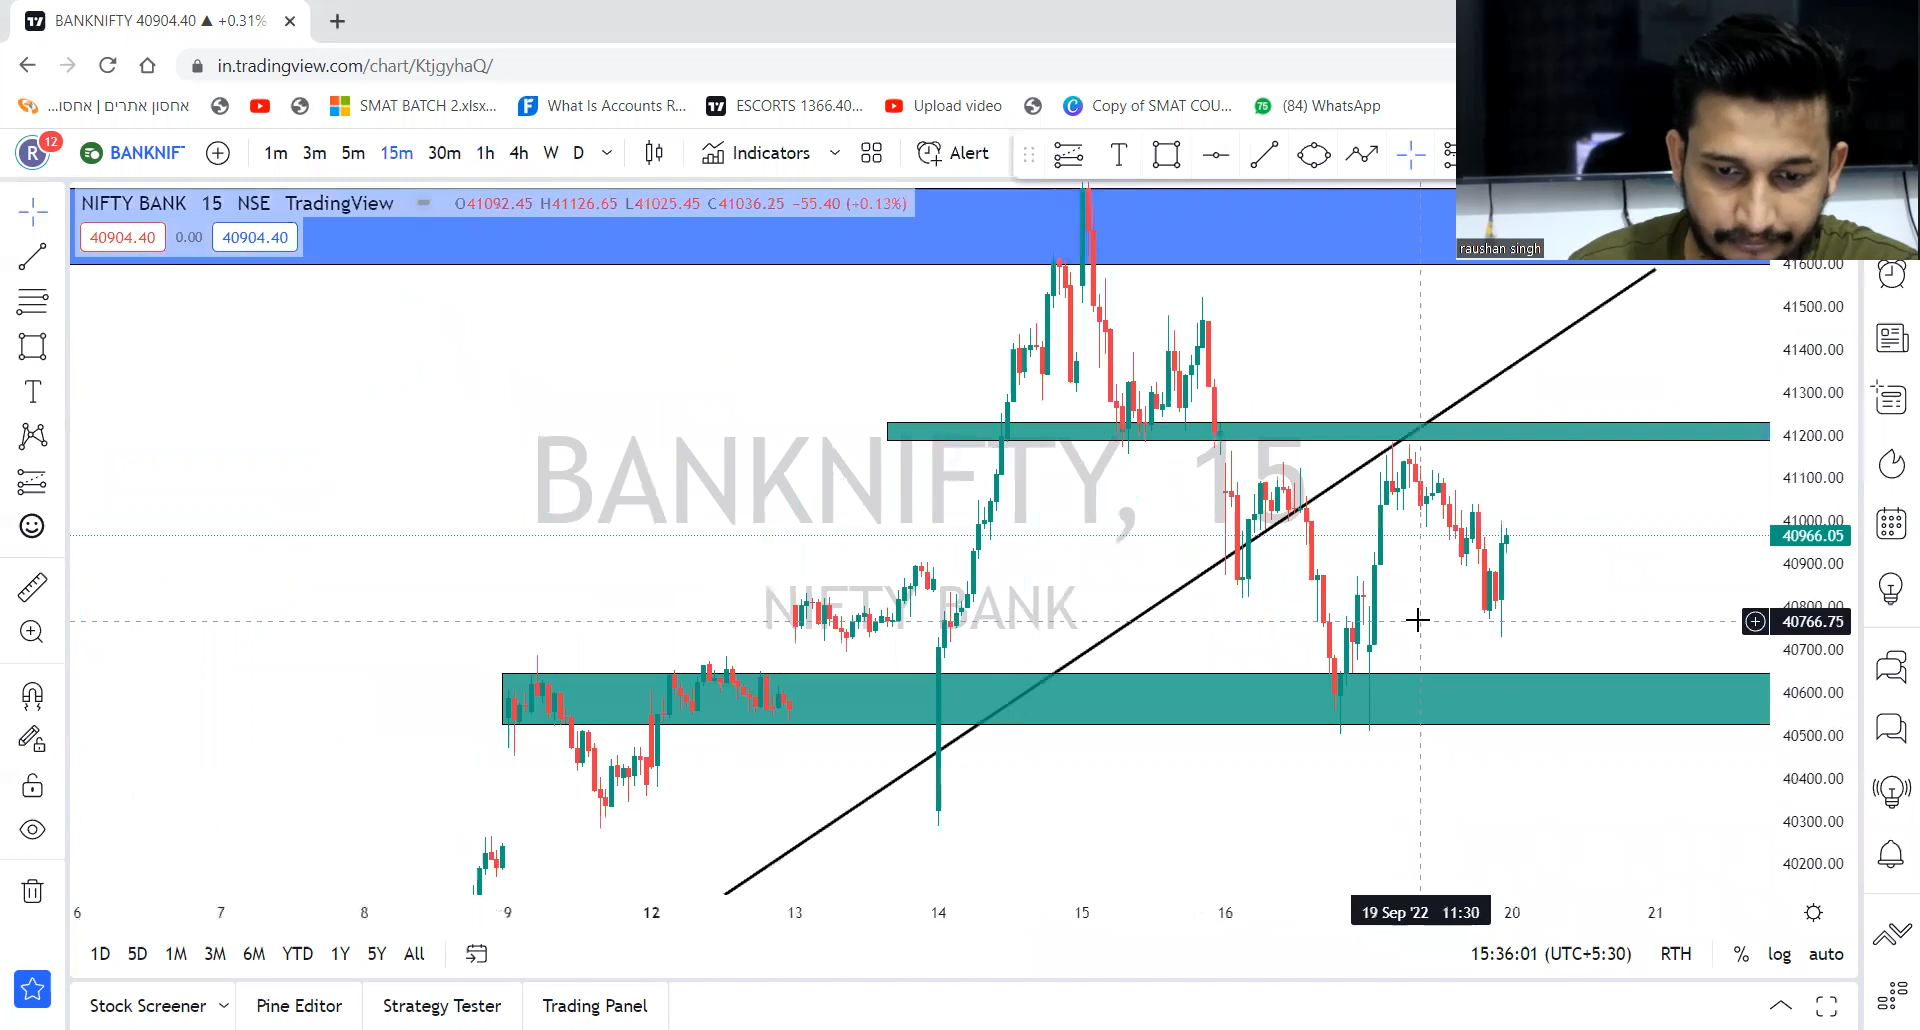 BANKNIFTY 40904.40 ▲ +0.31%
in.tradingview.com/chart/KtjgyhaQ/
אחסון אתרים | אחסו...
SMAT BATCH 2.xlsx...
What Is Accounts R...
ESCORTS 1366.40...
Upload video
Copy of SMAT COU...
75
(84) WhatsApp
R
12
BANKNIF
1m 3m 5m 15m 30m 1h 4h W D
Indicators
Alert
NIFTY BANK 15 NSE TradingView
O41092.45 H41126.65 L41025.45 C41036.25 −55.40 (−0.13%)
40904.40 0.00 40904.40
raushan singh
BANKNIFTY, 15
NIFTY BANK
41600.00
41500.00
41400.00
41300.00
41200.00
41100.00
41000.00
40966.05
40900.00
40800.00
40766.75
40700.00
40600.00
40500.00
40400.00
40300.00
40200.00
6 7 8 9 12 13 14 15 16 19 Sep '22 11:30 20 21
1D 5D 1M 3M 6M YTD 1Y 5Y All
15:36:01 (UTC+5:30) RTH % log auto
Stock Screener Pine Editor Strategy Tester Trading Panel